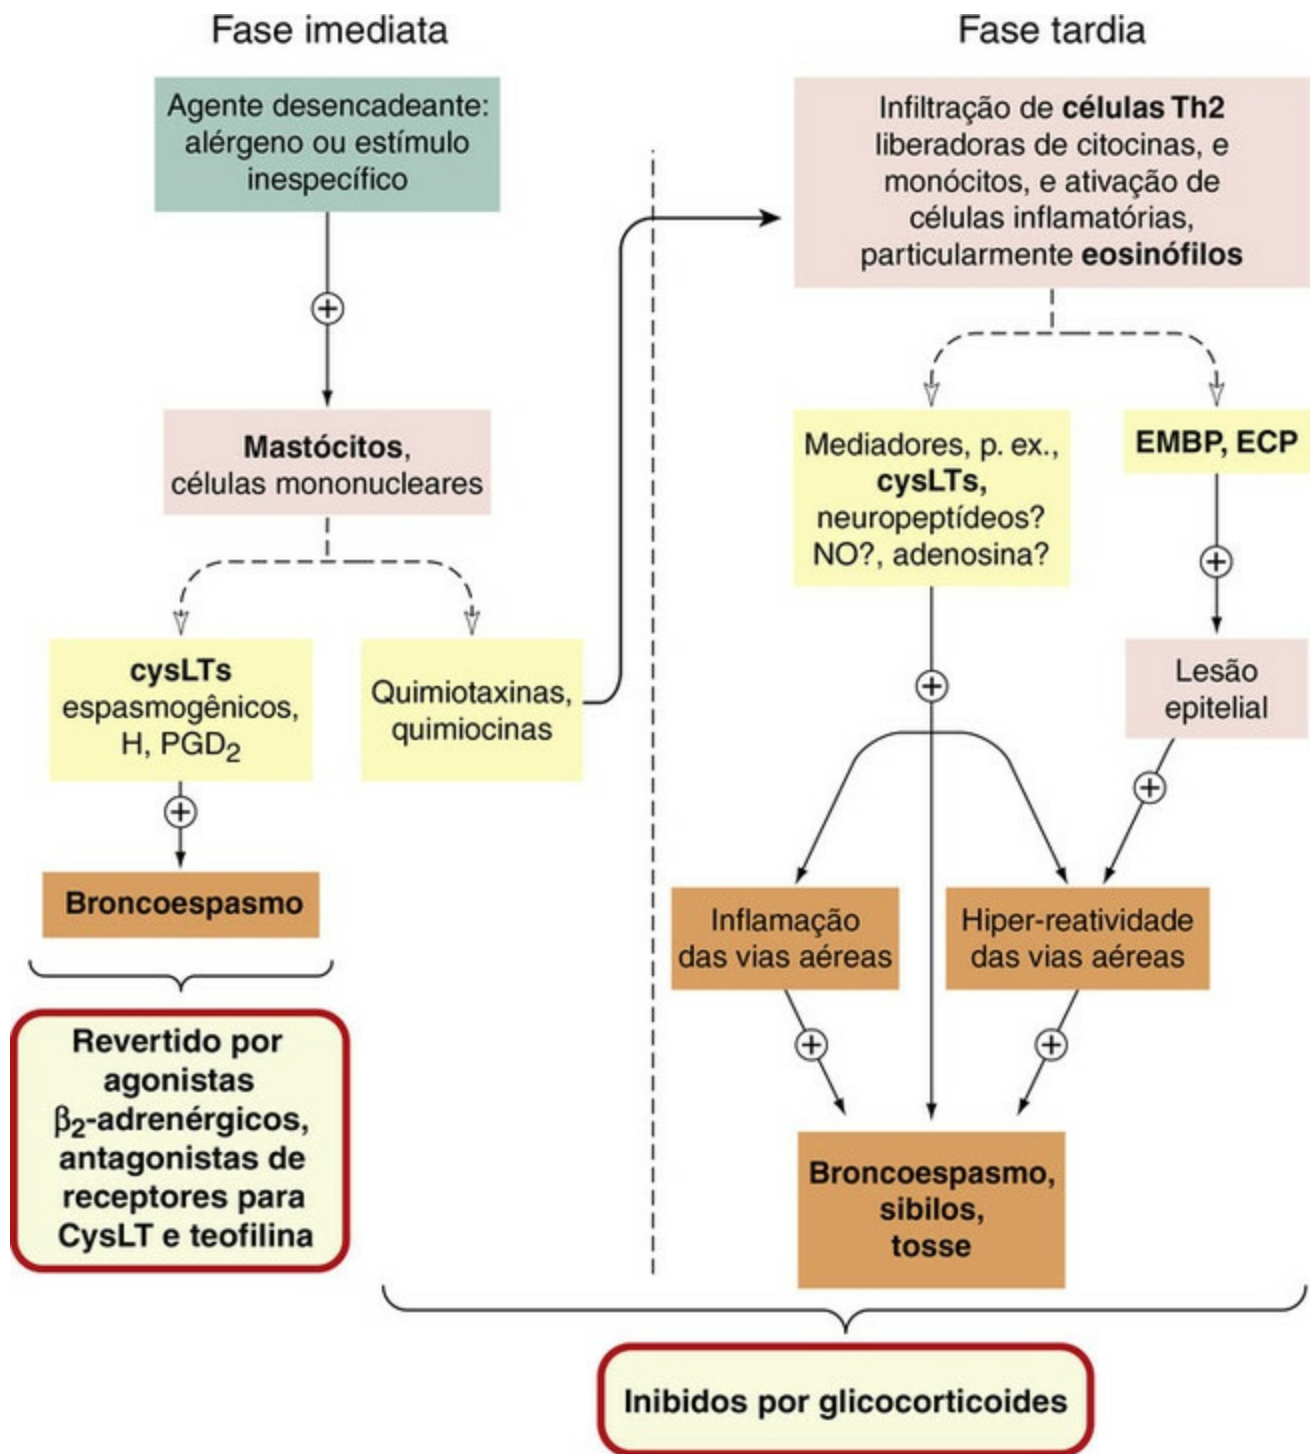 Fase imediata
Agente desencadeante:
alérgeno ou estímulo
inespecífico
+
Mastócitos,
células mononucleares
cysLTs
espasmogênicos,
H, PGD2
Quimiotaxinas,
quimiocinas
+
Broncoespasmo
Revertido por
agonistas
β2-adrenérgicos,
antagonistas de
receptores para
CysLT e teofilina
Fase tardia
Infiltração de células Th2
liberadoras de citocinas, e
monócitos, e ativação de
células inflamatórias,
particularmente eosinófilos
Mediadores, p. ex.,
cysLTs,
neuropeptídeos?
NO?, adenosina?
EMBP, ECP
+
Lesão
epitelial
+
+
Inflamação
das vias aéreas
Hiper-reatividade
das vias aéreas
+
+
Broncoespasmo,
sibilos,
tosse
Inibidos por glicocorticoides